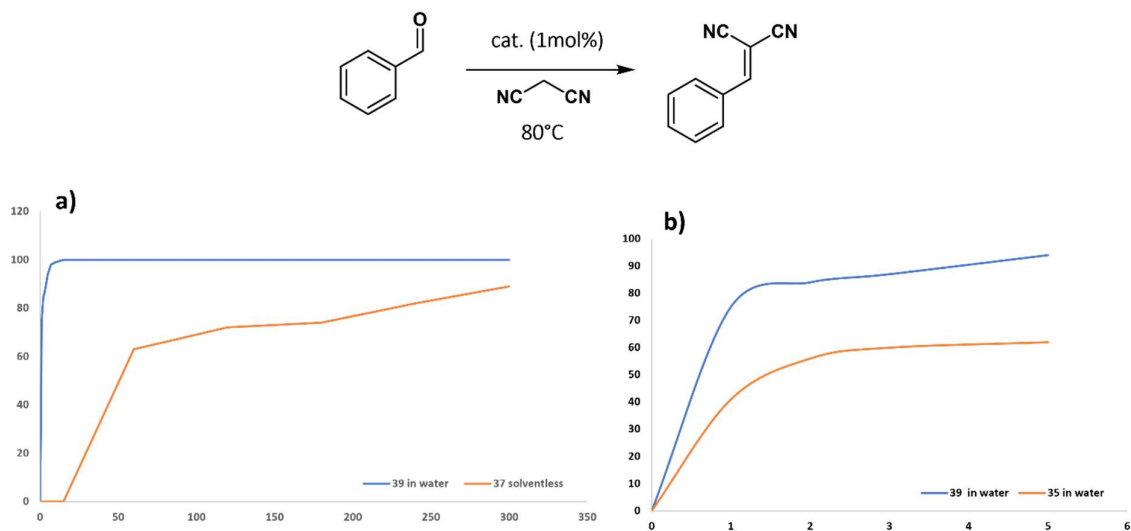 O
cat. (1mol%)
NC CN
80°C
CN CN
a)
120
100
80
60
40
20
0
0 50 100 150 200 250 300 350
39 in water 37 solventless
b)
100
90
80
70
60
50
40
30
20
10
0
0 1 2 3 4 5 6
39 in water 35 in water